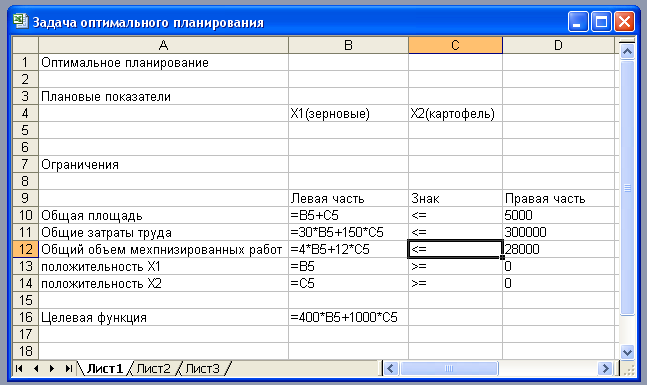 Задача оптимального планирования
A B C D
1 Оптимальное планирование
2
3 Плановые показатели
4 X1(зерновые) X2(картофель)
5
6
7 Ограничения
8
9 Левая часть Знак Правая часть
10 Общая площадь =B5+C5 <= 5000
11 Общие затраты труда =30*B5+150*C5 <= 300000
12 Общий объем мехпнизированных работ =4*B5+12*C5 <= 28000
13 положительность X1 =B5 >= 0
14 положительность X2 =C5 >= 0
15
16 Целевая функция =400*B5+1000*C5
17
18
Лист1 Лист2 Лист3